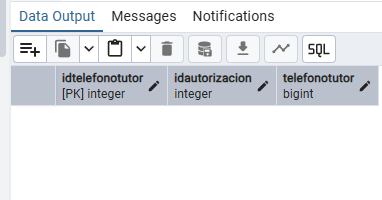 Data Output Messages Notifications
SQL
idtelefonotutor idautorizacion telefonotutor
[PK] integer integer bigint